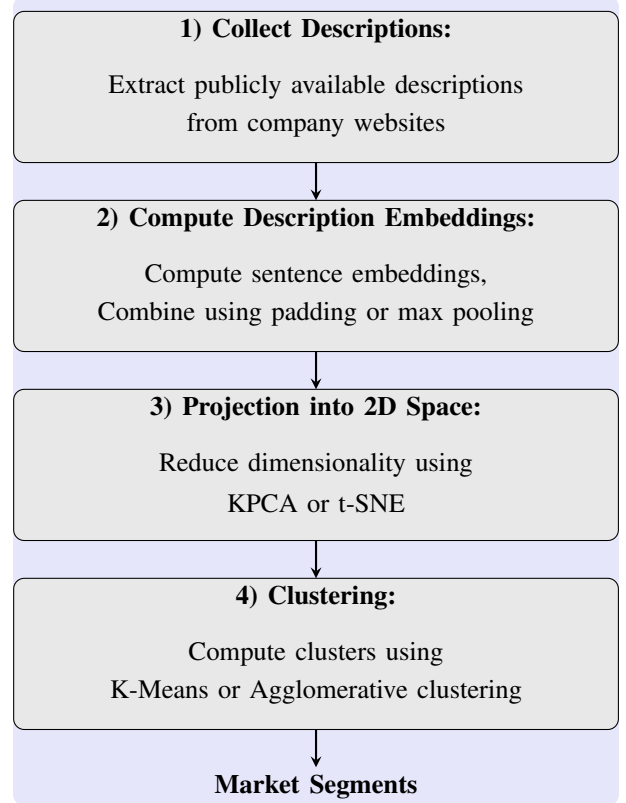 1) Collect Descriptions:
Extract publicly available descriptions
from company websites
2) Compute Description Embeddings:
Compute sentence embeddings,
Combine using padding or max pooling
3) Projection into 2D Space:
Reduce dimensionality using
KPCA or t-SNE
4) Clustering:
Compute clusters using
K-Means or Agglomerative clustering
Market Segments